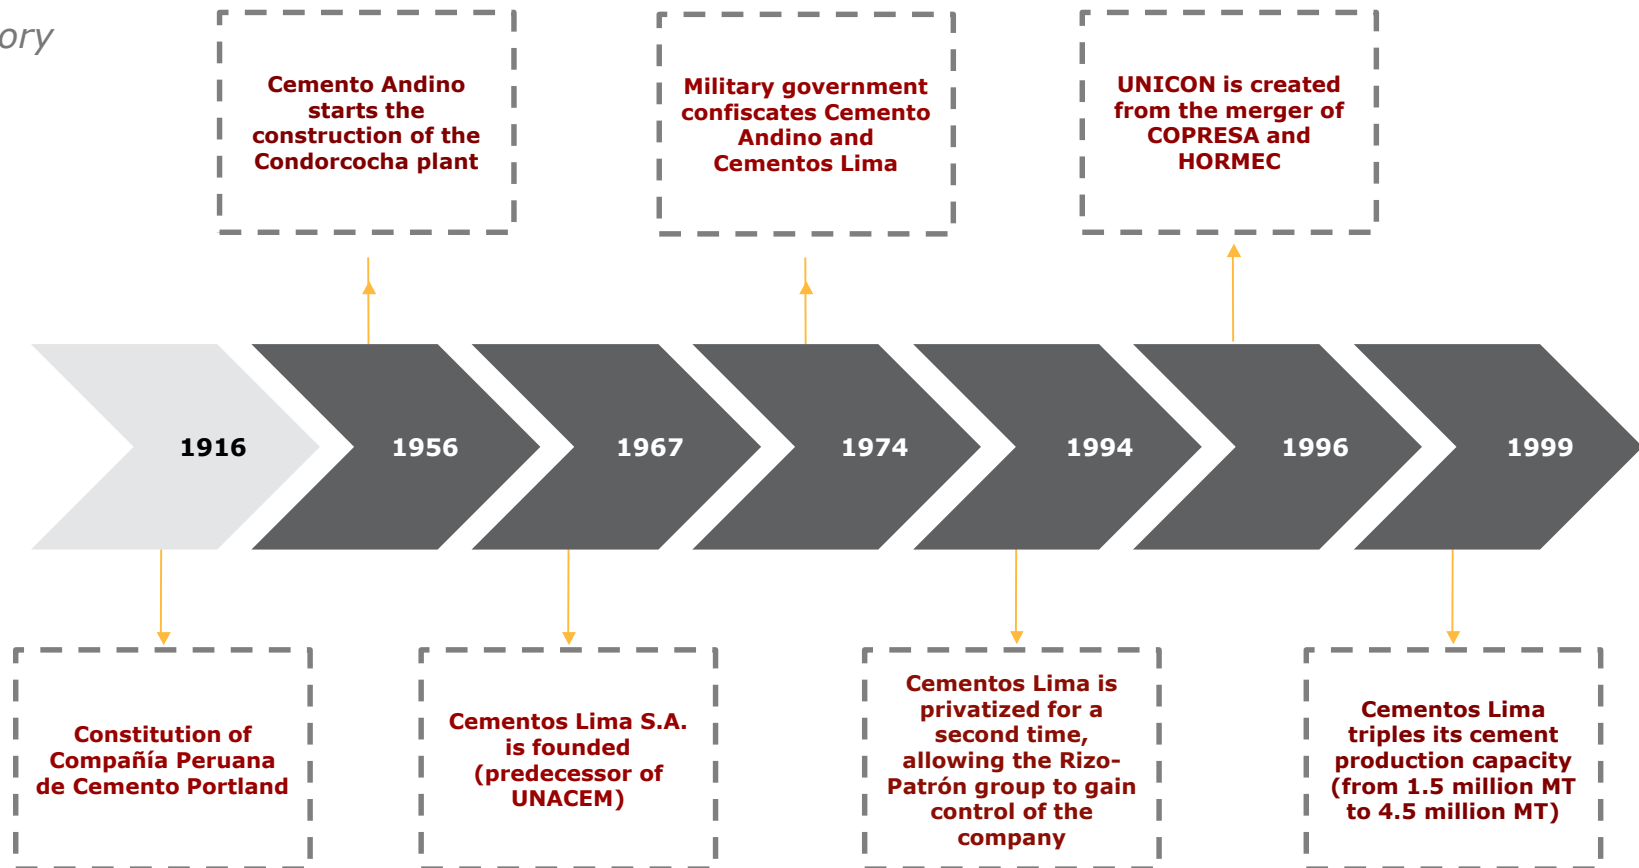 ory
Cemento Andino
starts the
construction of the
Condorcocha plant
Military government
confiscates Cemento
Andino and
Cementos Lima
UNICON is created
from the merger of
COPRESA and
HORMEC
1916
1956
1967
1974
1994
1996
1999
Constitution of
Compañía Peruana
de Cemento Portland
Cementos Lima S.A.
is founded
(predecessor of
UNACEM)
Cementos Lima is
privatized for a
second time,
allowing the Rizo-
Patrón group to gain
control of the
company
Cementos Lima
triples its cement
production capacity
(from 1.5 million MT
to 4.5 million MT)